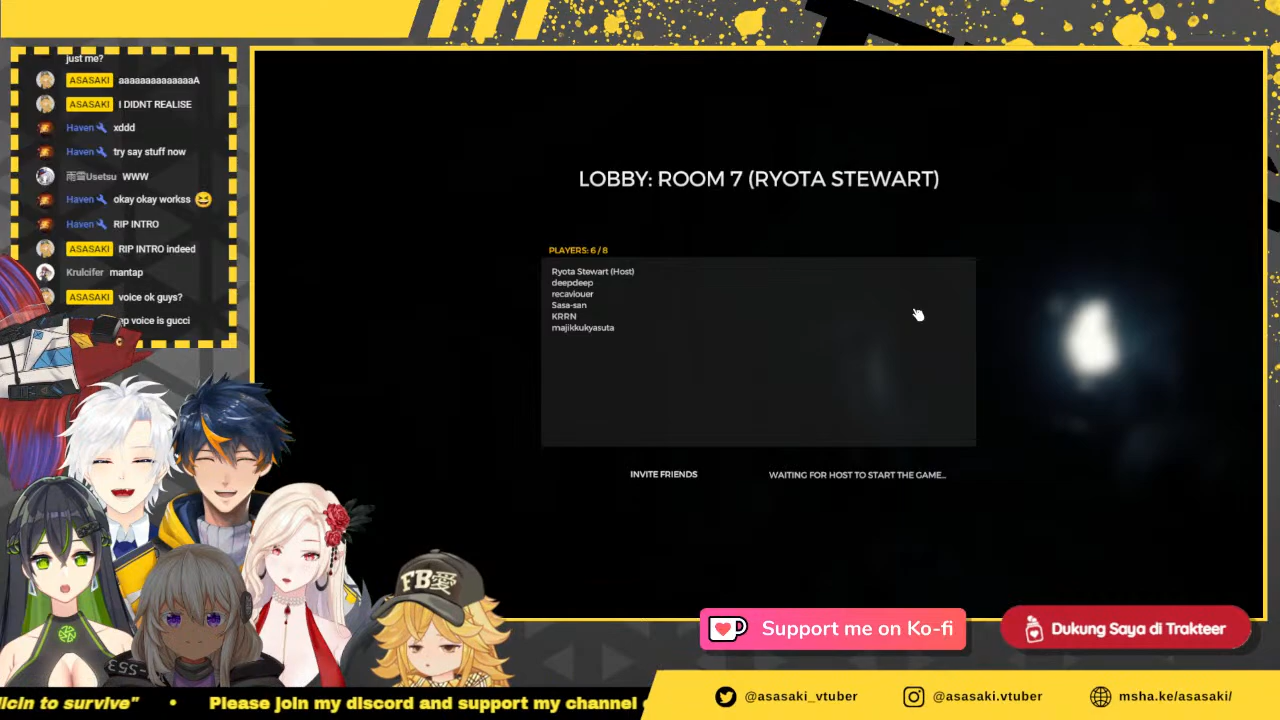 just me?
ASASAKI aaaaaaaaaaaaaaA
ASASAKI I DIDNT REALISE
Haven xddd
Haven try say stuff now
雨雪Usetsu WWW
Haven okay okay workss
Haven RIP INTRO
ASASAKI RIP INTRO indeed
Krulcifer mantap
ASASAKI voice ok guys?
voice is gucci
LOBBY: ROOM 7 (RYOTA STEWART)
PLAYERS: 6 / 8
Ryota Stewart (Host)
deepdeep
recaviouer
Sasa-san
KRRN
majikkukyasuta
INVITE FRIENDS
WAITING FOR HOST TO START THE GAME...
FB愛
Support me on Ko-fi
Dukung Saya di Trakteer
@asasaki_vtuber
@asasaki.vtuber
msha.ke/asasaki/
licin to survive" • Please join my discord and support my channel